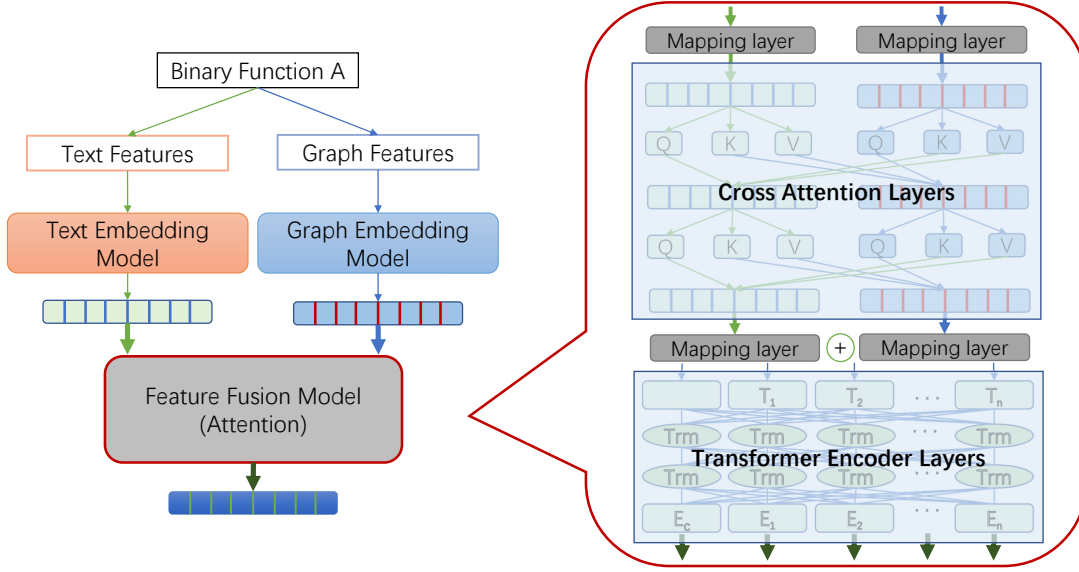 Binary Function A
Text Features
Graph Features
Text Embedding
Model
Graph Embedding
Model
Feature Fusion Model
(Attention)
Mapping layer Mapping layer
Q K V Q K V
Cross Attention Layers
Q K V Q K V
Mapping layer + Mapping layer
T1 T2 ... Tn
Trm Trm Trm ... Trm
Transformer Encoder Layers
Trm Trm Trm ... Trm
Ec E1 E2 ... En